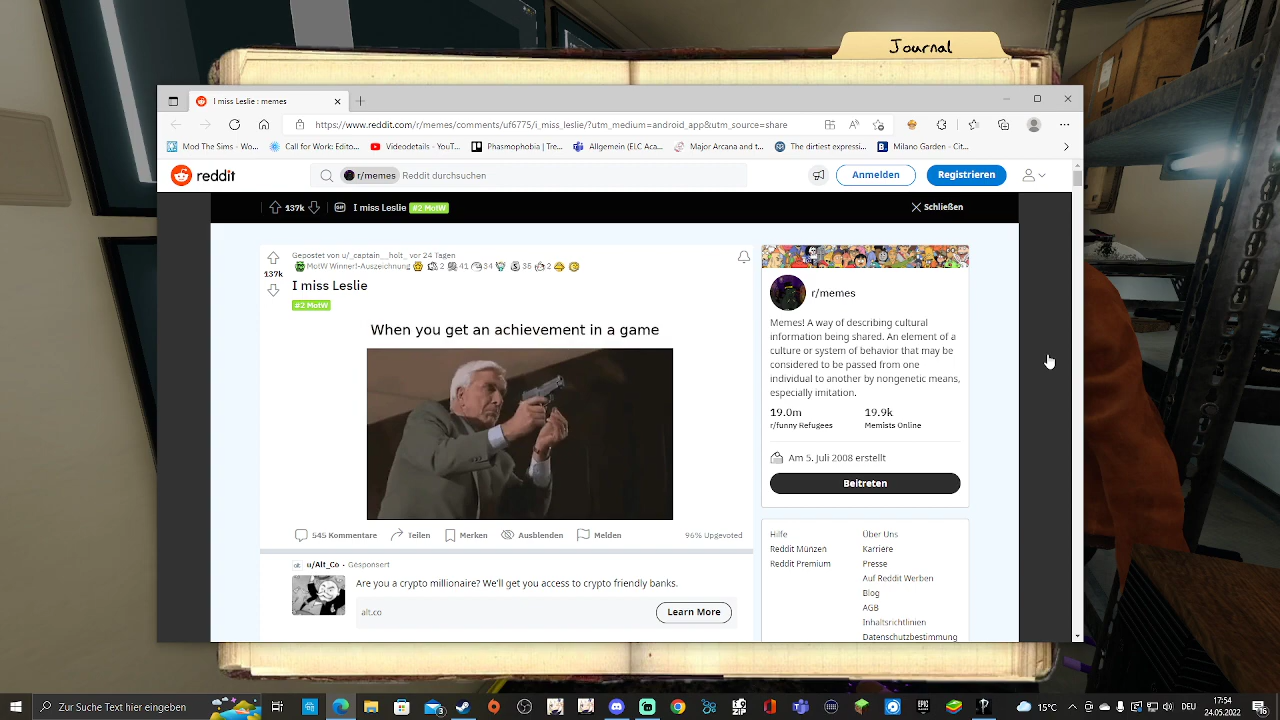 Journal
I miss Leslie : memes
https://www.reddit.com/r/memes/comments/uf6775/i_miss_leslie/?utm_medium=android_app&utm_source=share
Mod The Sims - Wo...
Call for Work: Edito...
Videodetails - YouT...
Phasmophobia | Tre...
Allgemein (ELC Aca...
Major Arcana and t...
The dirtiest expressi...
Milano Garden - Cit...
reddit
r/memes
Reddit durchsuchen
Anmelden
Registrieren
137k
I miss Leslie
#2 MotW
Schließen
Gepostet von u/_captain__holt_ vor 24 Tagen
MotW Winner!-Auszeichnung 2 41 34 35 2
137k
I miss Leslie
#2 MotW
When you get an achievement in a game
545 Kommentare
Teilen
Merken
Ausblenden
Melden
96% Upgevoted
u/Alt_Co • Gesponsert
Are you a crypto millionaire? We'll get you access to crypto friendly banks.
alt.co
Learn More
r/memes
Memes! A way of describing cultural
information being shared. An element of a
culture or system of behavior that may be
considered to be passed from one
individual to another by nongenetic means,
especially imitation.
19.0m 19.9k
r/funny Refugees Memists Online
Am 5. Juli 2008 erstellt
Beitreten
Hilfe
Reddit Münzen
Reddit Premium
Über Uns
Karriere
Presse
Auf Reddit Werben
Blog
AGB
Inhaltsrichtlinien
Datenschutzbestimmung
Zur Suche Text hier eingeben
15°C
DEU
17:54
24.05.2022